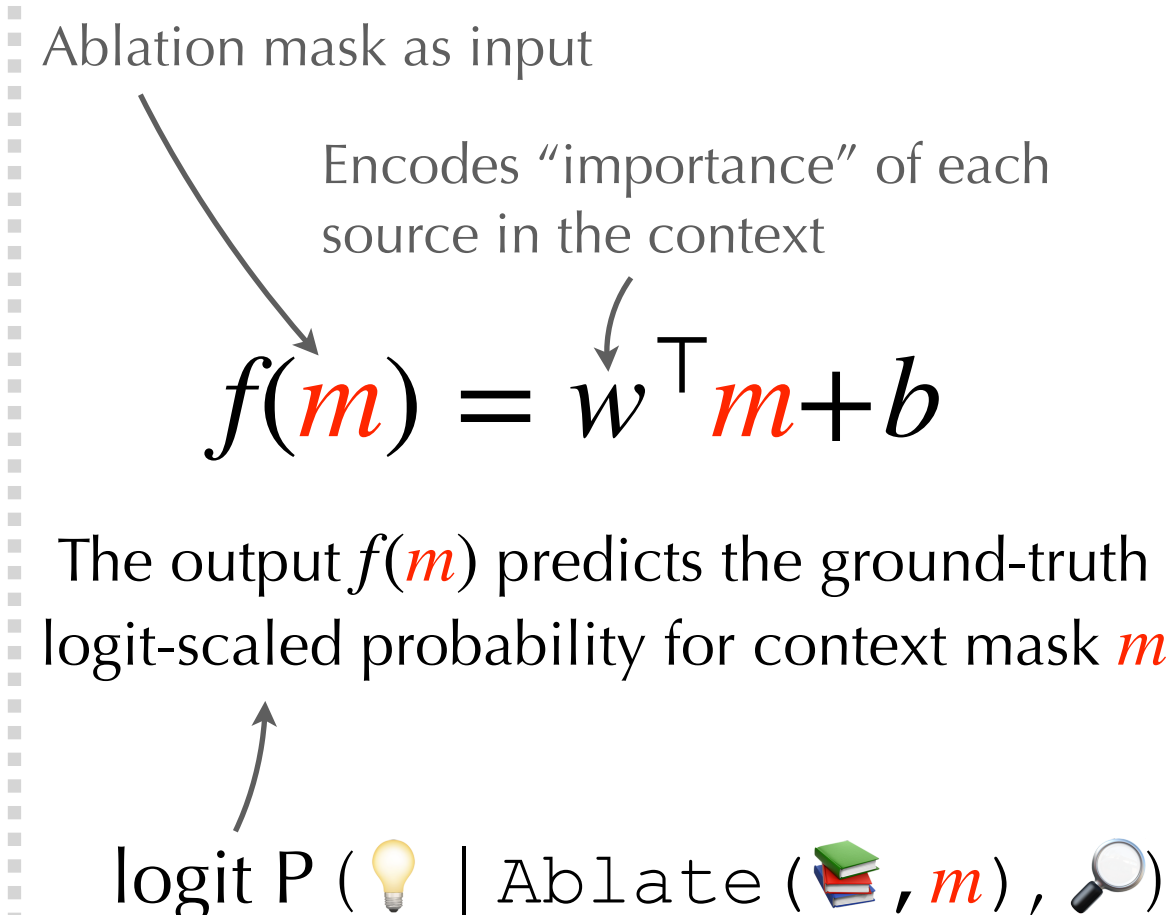 Ablation mask as input
Encodes “importance” of each
source in the context
f(m) = w⊤m+b
The output f(m) predicts the ground-truth
logit-scaled probability for context mask m
logit P (💡 | Ablate(📚, m), 🔎)